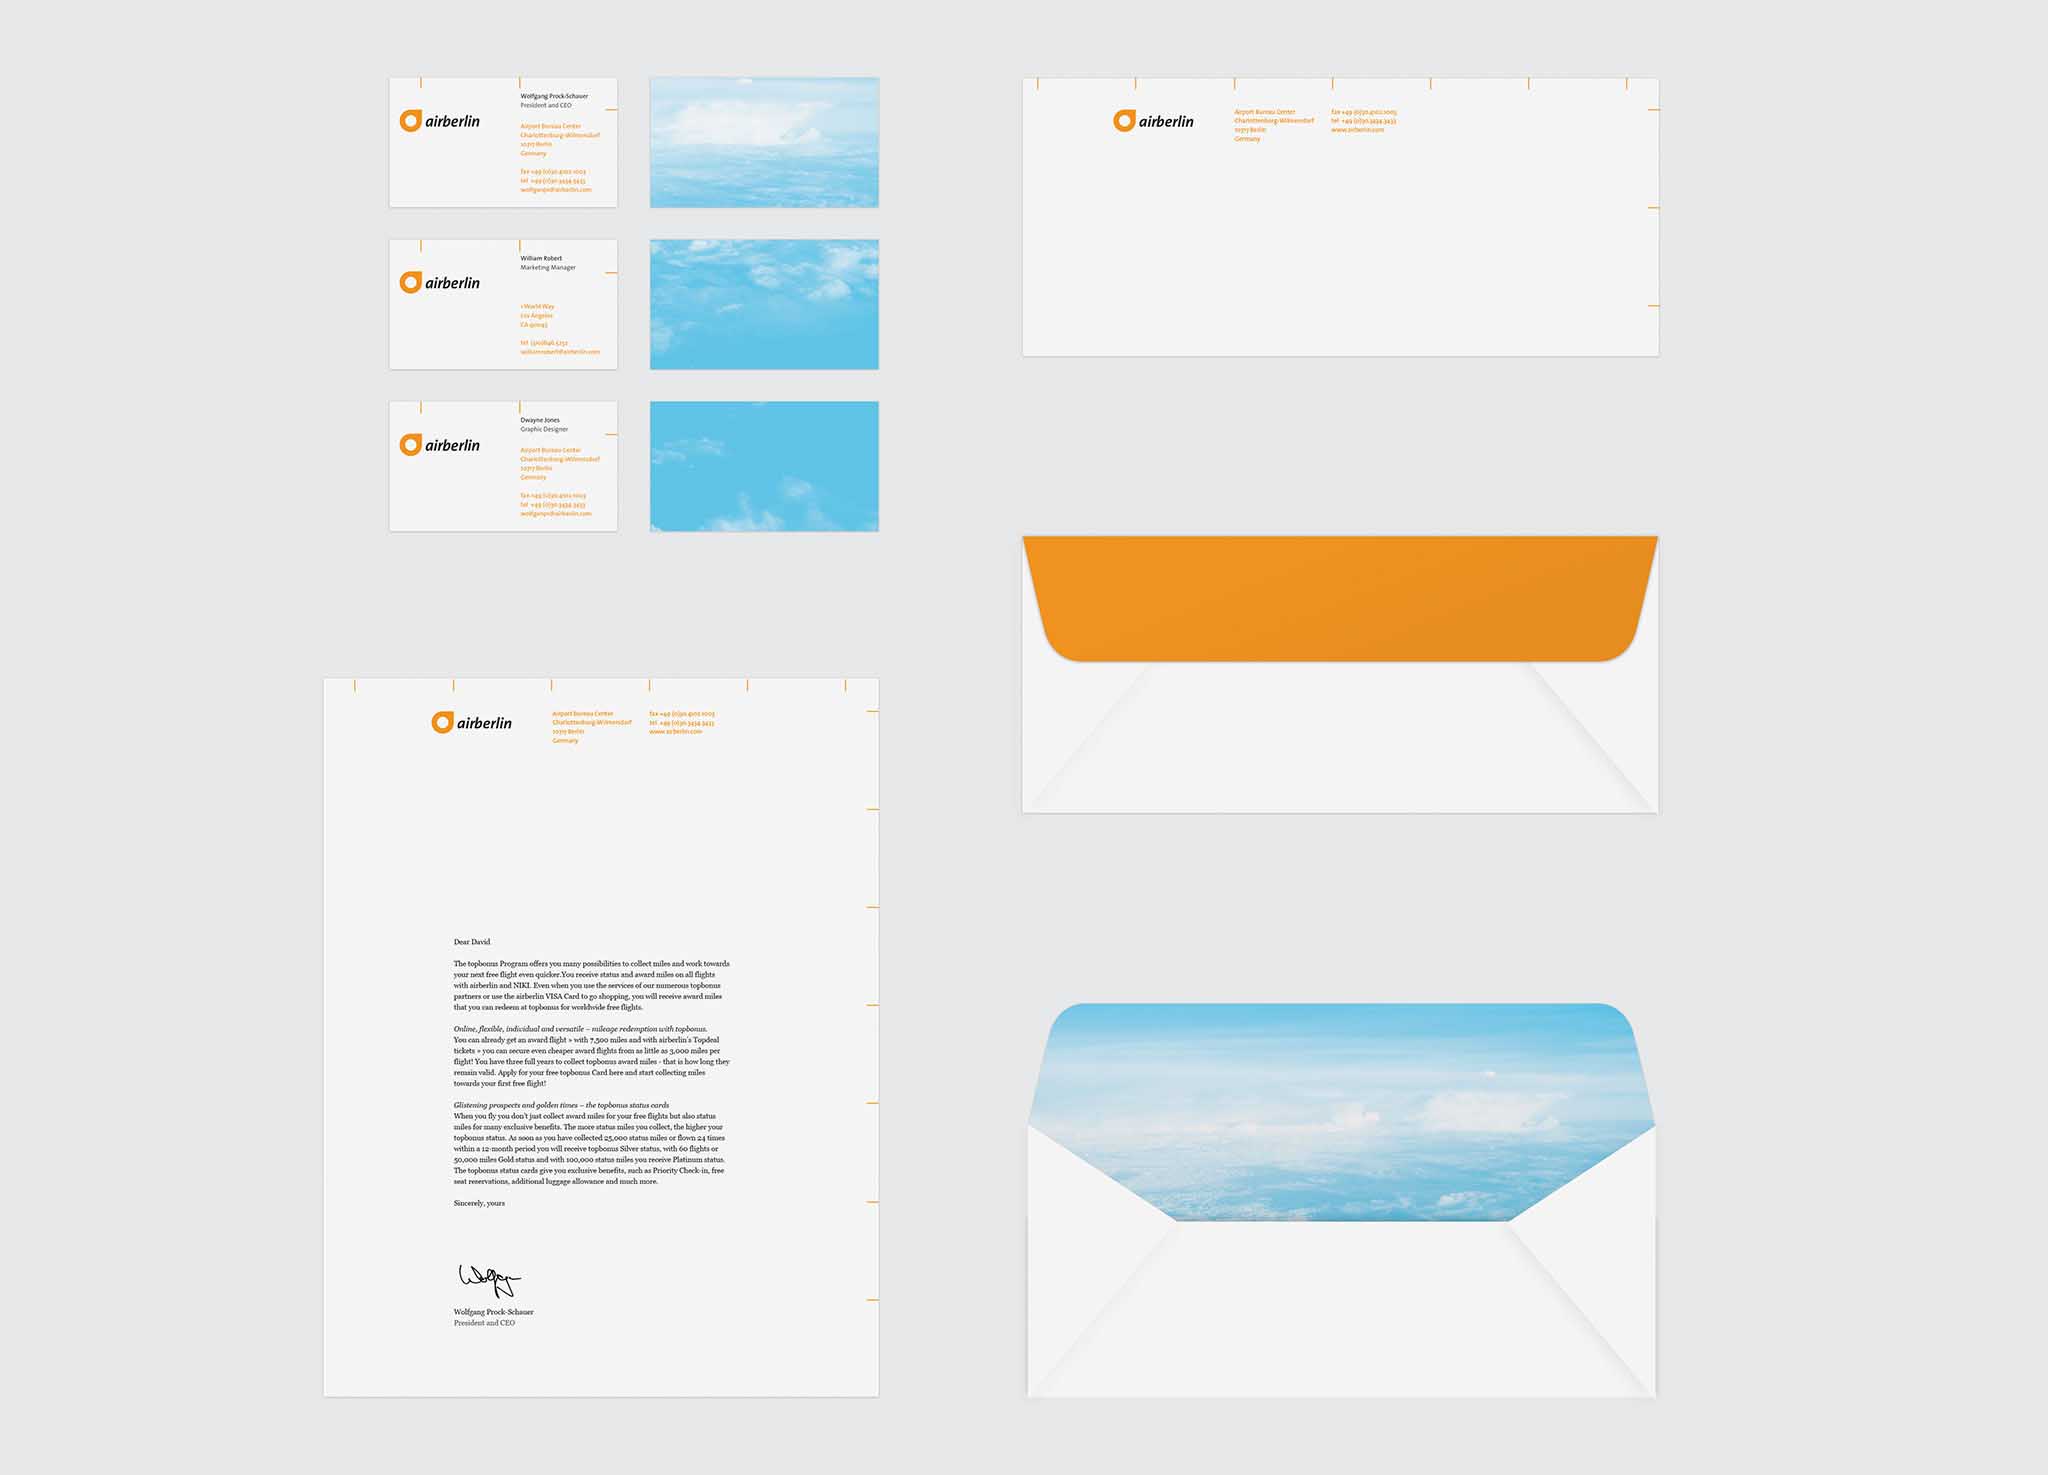 airberlin
Wolfgang Prock-Schauer
President and CEO
Airport Bureau Center
Charlottenburg-Wilmersdorf
10317 Berlin
Germany
fax +49 (0)30 4102 1003
tel +49 (0)30 3434 3433
airberlin
William Robert
Marketing Manager
1 World Way
Los Angeles
airberlin
Dwayne Jones
Graphic Designer
Airport Bureau Center
Charlottenburg-Wilmersdorf
10317 Berlin
Germany
fax +49 (0)30 4102 1003
tel +49 (0)30 3434 3433
airberlin
Airport Bureau Center
Charlottenburg-Wilmersdorf
10317 Berlin
Germany
fax +49 (0)30 4102 1003
tel +49 (0)30 3434 3433
www.airberlin.com
airberlin
Airport Bureau Center
Charlottenburg-Wilmersdorf
10317 Berlin
Germany
fax +49 (0)30 4102 1003
tel +49 (0)30 3434 3433
www.airberlin.com
Dear David
The topbonus Program offers you many possibilities to collect miles and work towards
your next free flight even quicker.You receive status and award miles on all flights
with airberlin and NIKI. Even when you use the services of our numerous topbonus
partners or use the airberlin VISA Card to go shopping, you will receive award miles
that you can redeem at topbonus for worldwide free flights.
Online, flexible, individual and versatile – mileage redemption with topbonus.
You can already get an award flight » with 7,500 miles and with airberlin's Topdeal
tickets » you can secure even cheaper award flights from as little as 3,000 miles per
flight! You have three full years to collect topbonus award miles - that is how long they
remain valid. Apply for your free topbonus Card here and start collecting miles
towards your first free flight!
Glistening prospects and golden times – the topbonus status cards
When you fly you don't just collect award miles for your free flights but also status
miles for many exclusive benefits. The more status miles you collect, the higher your
topbonus status. As soon as you have collected 25,000 status miles or flown 24 times
within a 12-month period you will receive topbonus Silver status, with 60 flights or
50,000 miles Gold status and with 100,000 status miles you receive Platinum status.
The topbonus status cards give you exclusive benefits, such as Priority Check-in, free
seat reservations, additional luggage allowance and much more.
Sincerely, yours
Wolfgang Prock-Schauer
President and CEO